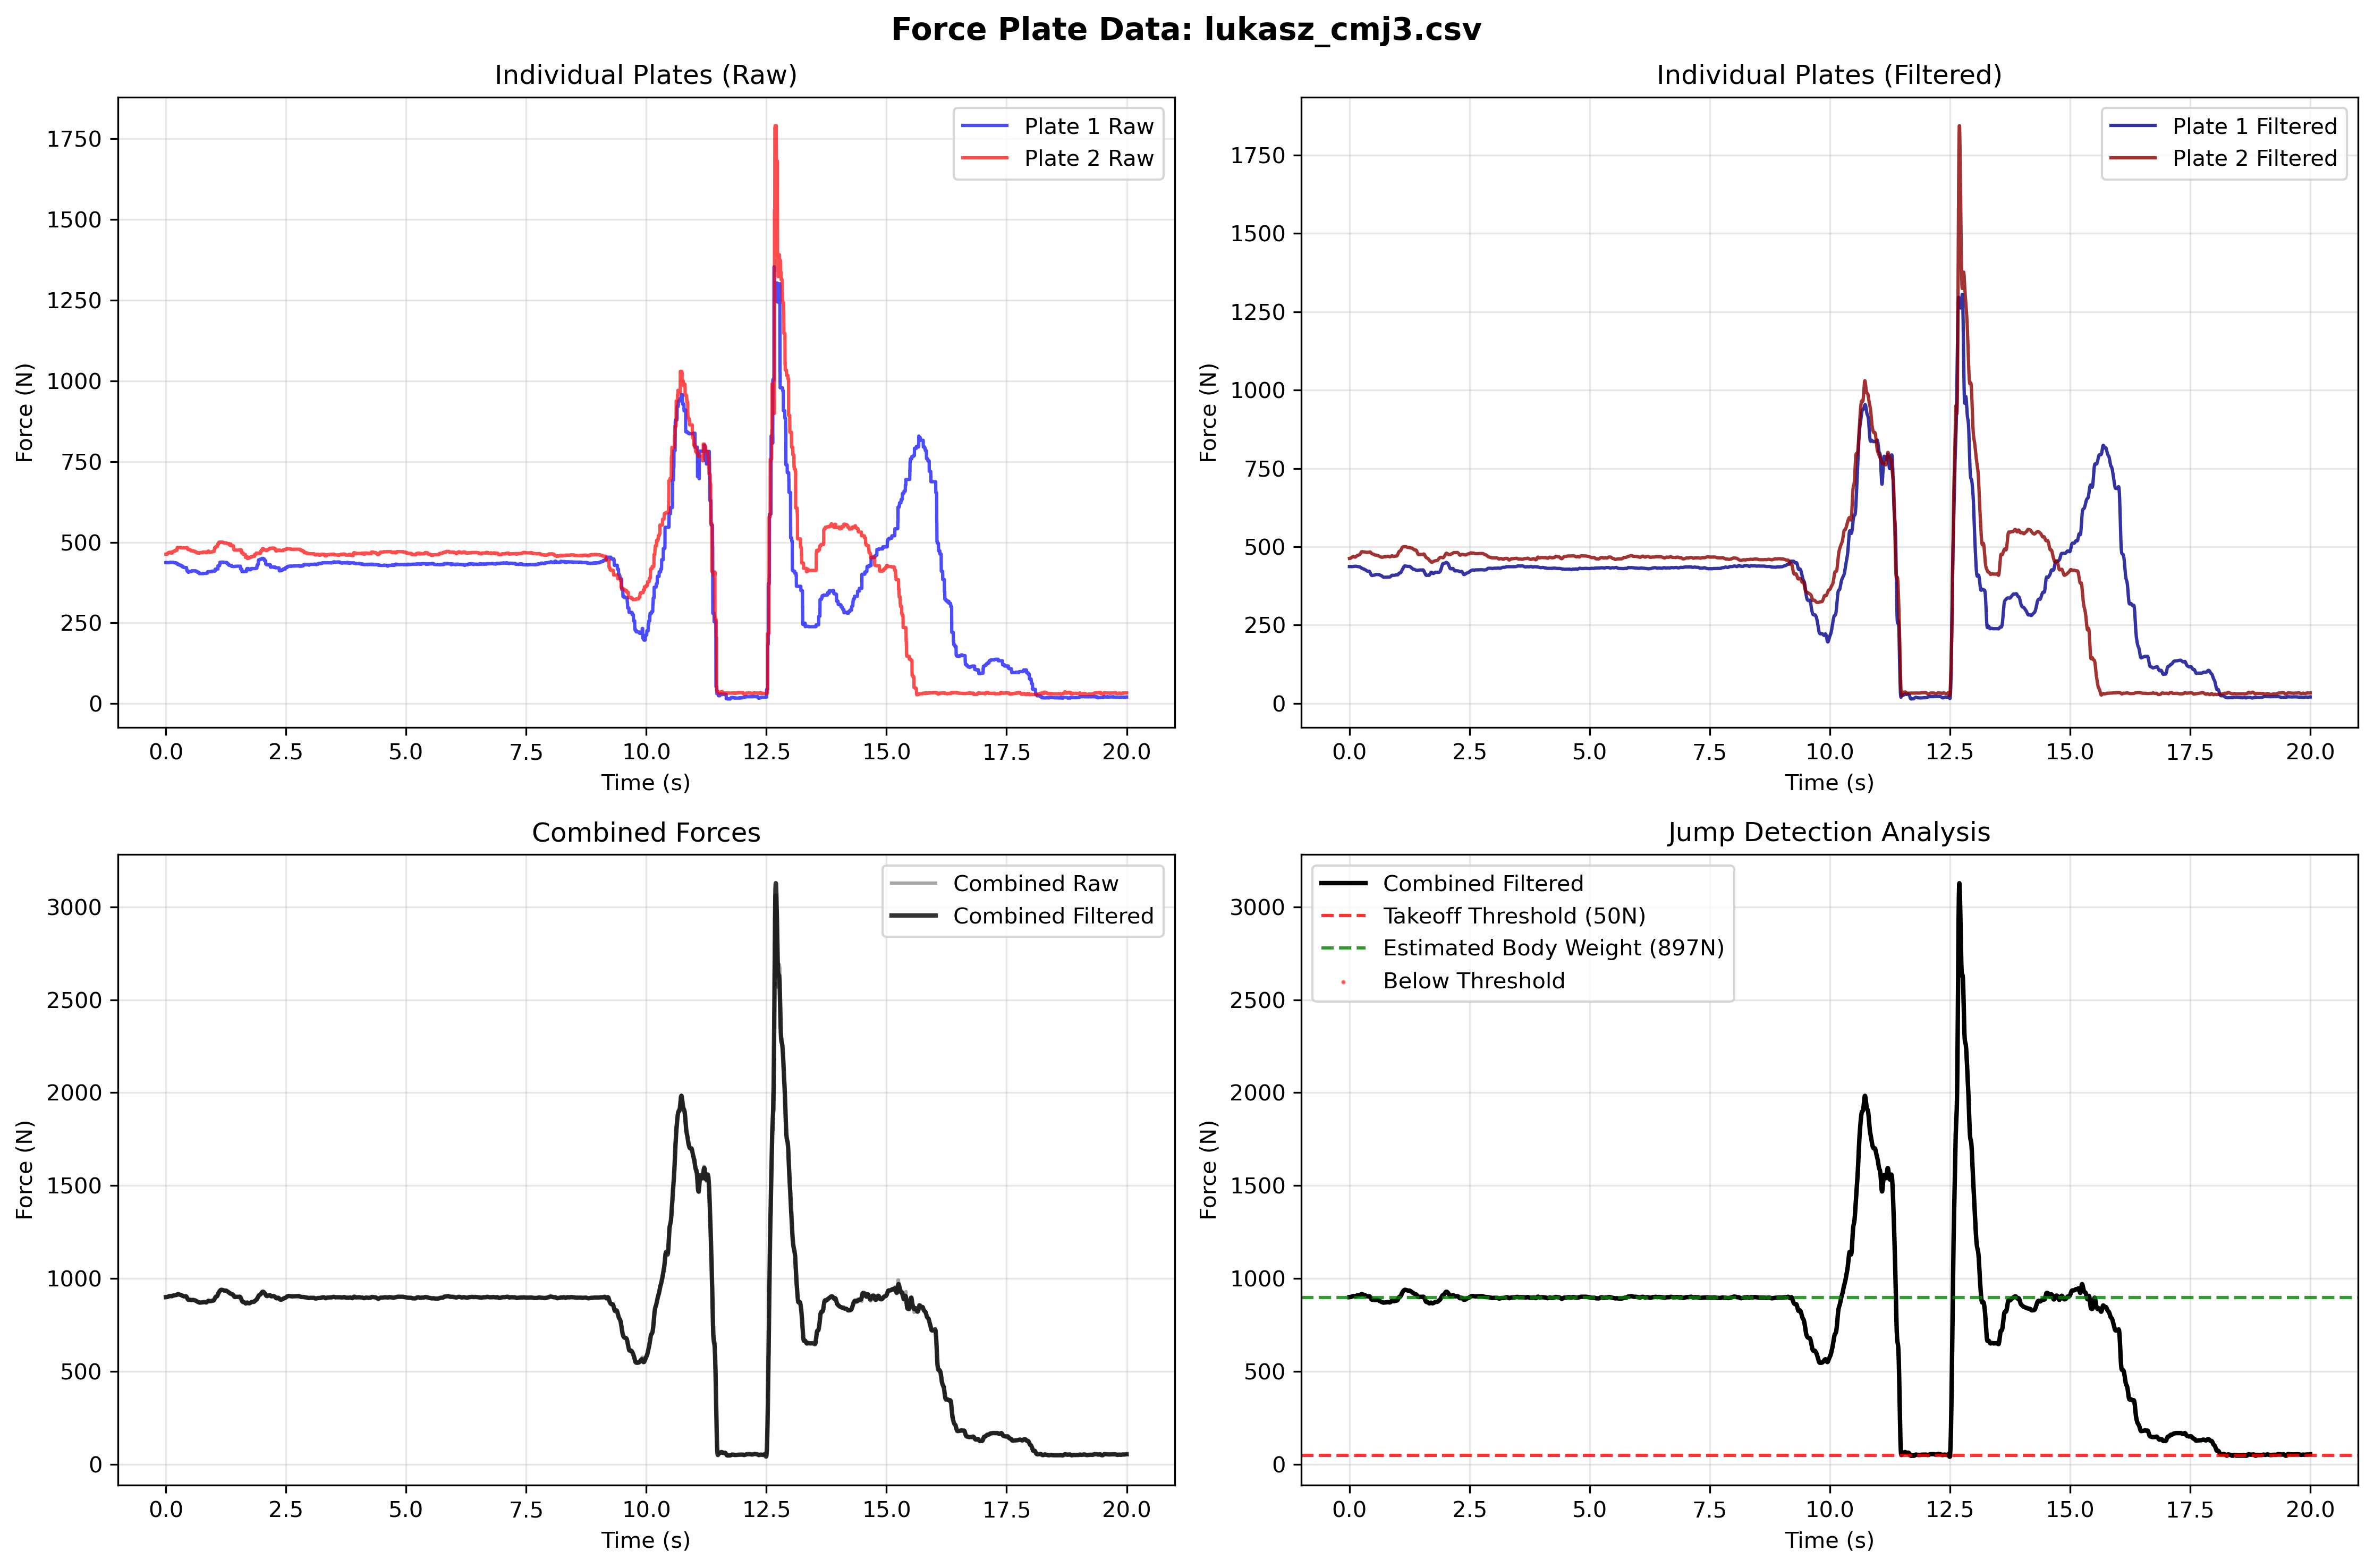 Force Plate Data: lukasz_cmj3.csv
Individual Plates (Raw)
Force (N)
1750
1500
1250
1000
750
500
250
0
Plate 1 Raw
Plate 2 Raw
0.0 2.5 5.0 7.5 10.0 12.5 15.0 17.5 20.0
Time (s)
Individual Plates (Filtered)
Force (N)
1750
1500
1250
1000
750
500
250
0
Plate 1 Filtered
Plate 2 Filtered
0.0 2.5 5.0 7.5 10.0 12.5 15.0 17.5 20.0
Time (s)
Combined Forces
Force (N)
3000
2500
2000
1500
1000
500
0
Combined Raw
Combined Filtered
0.0 2.5 5.0 7.5 10.0 12.5 15.0 17.5 20.0
Time (s)
Jump Detection Analysis
Force (N)
3000
2500
2000
1500
1000
500
0
Combined Filtered
Takeoff Threshold (50N)
Estimated Body Weight (897N)
Below Threshold
0.0 2.5 5.0 7.5 10.0 12.5 15.0 17.5 20.0
Time (s)